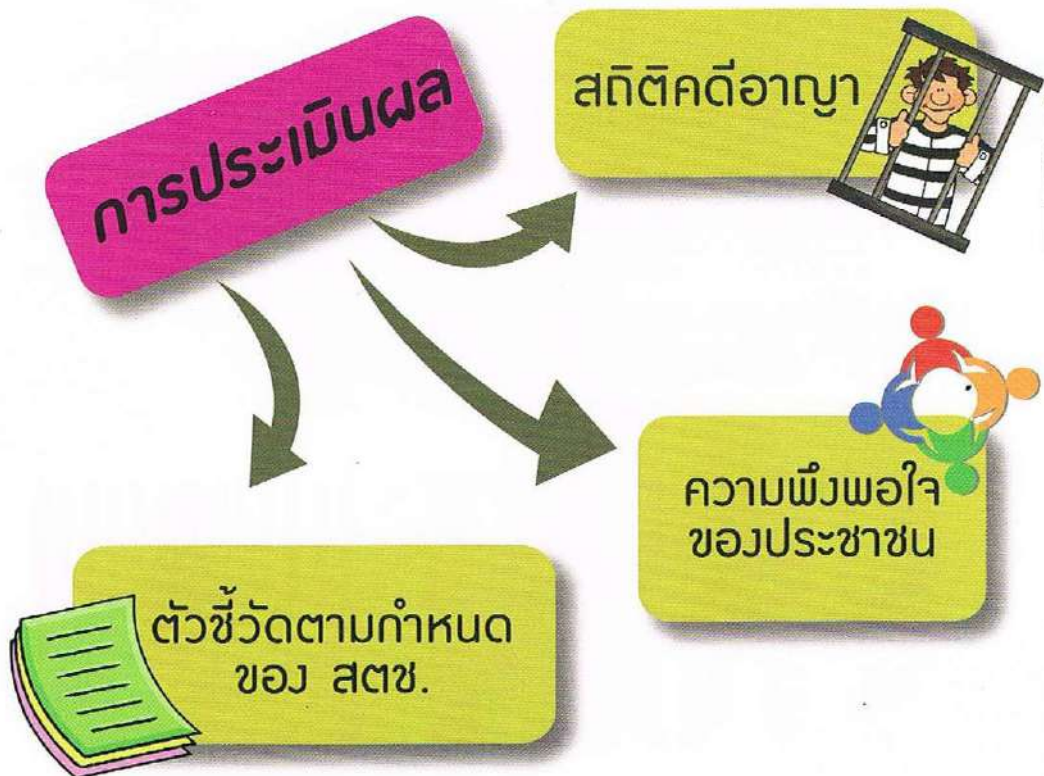 การประเมินผล
สถิติคดีอาญา
ความพึงพอใจ
ของประชาชน
ตัวชี้วัดตามกำหนด
ของ สตช.